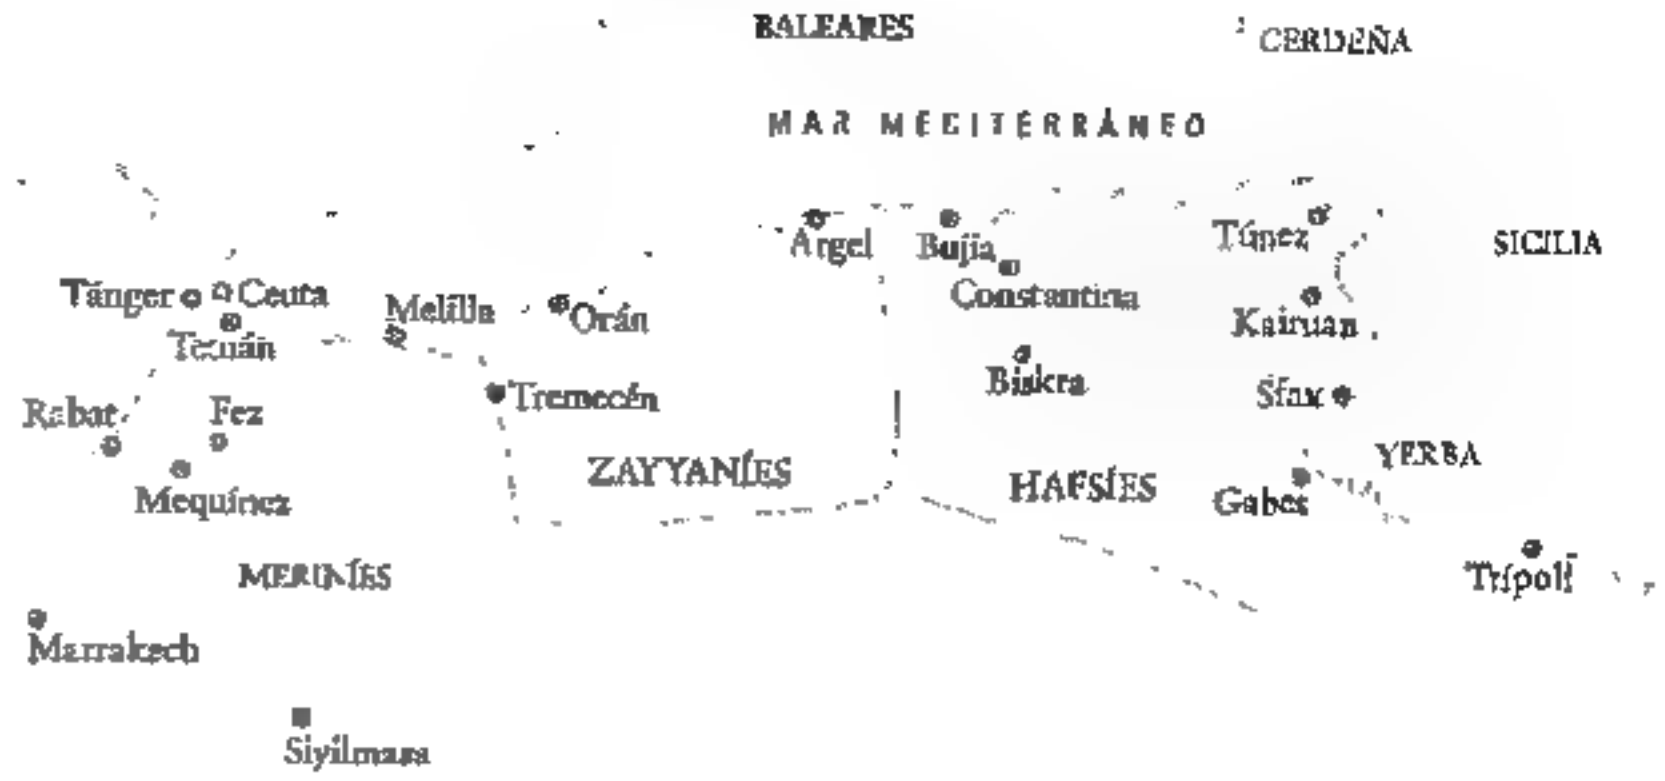 BALEARES
CERDEÑA
MAR MEDITERRÁNEO
Argel
Bujia
Túnez
SICILIA
Constantina
Tánger
Ceuta
Melilla
Orán
Kairuan
Tetuán
Biskra
Tremecén
Sfax
Rabat
Fez
YERBA
ZAYYANÍES
HAFSÍES
Gabes
Mequínez
MERINÍES
Trípoli
Marrakech
Siyilmasa